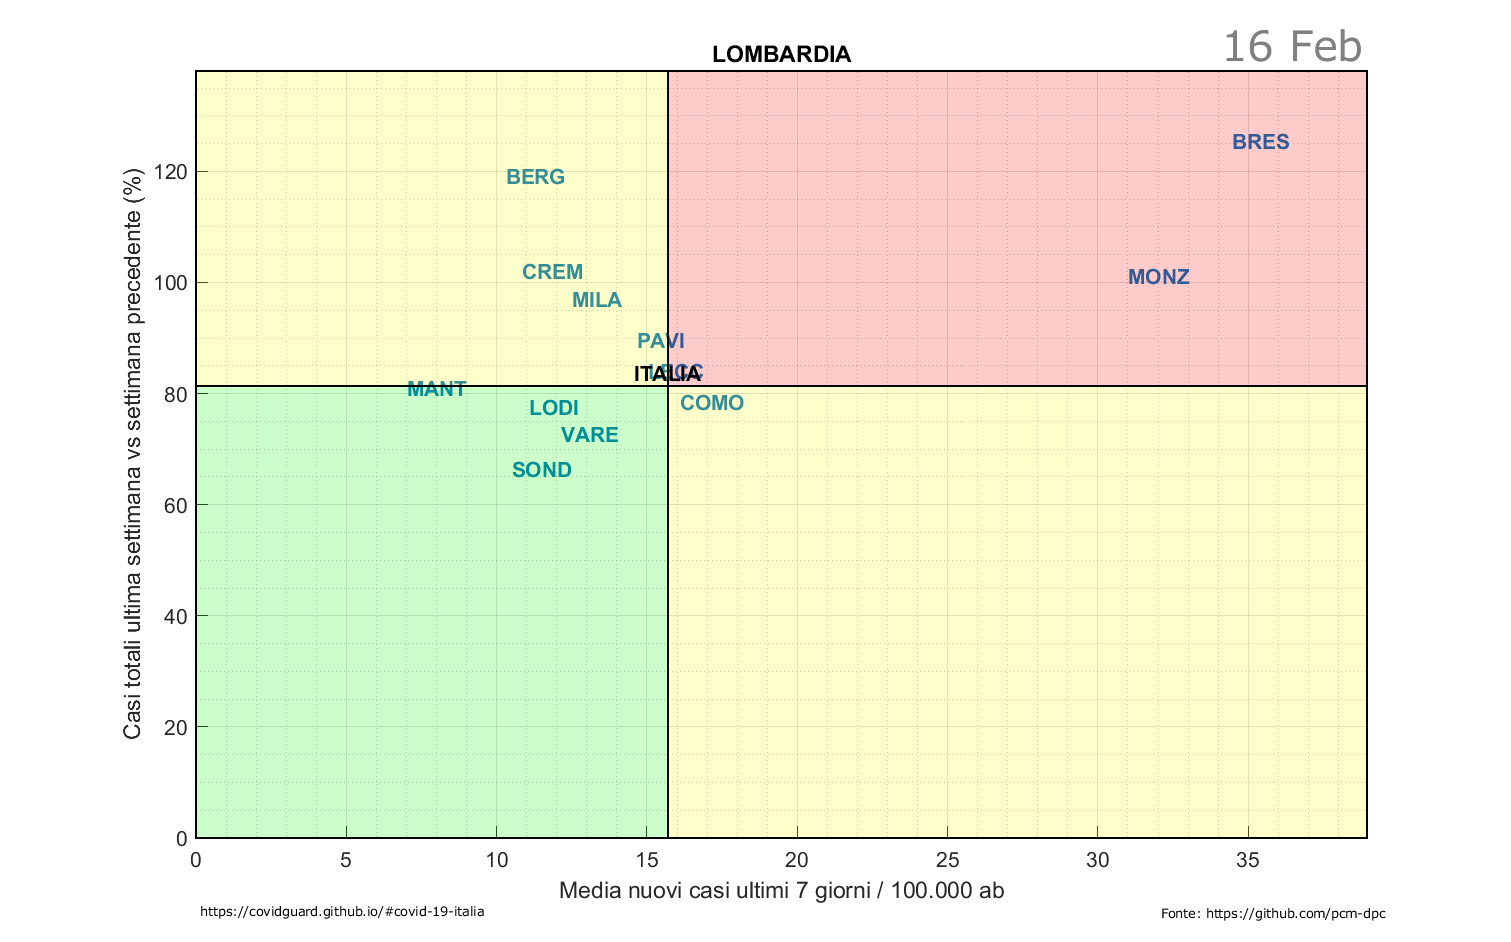 16 Feb
LOMBARDIA
BRES
BERG
CREM
MONZ
MILA
PAVI
LECC
ITALIA
MANT
COMO
LODI
VARE
SOND
Casi totali ultima settimana vs settimana precedente (%)
120
100
80
60
40
20
0
0 5 10 15 20 25 30 35
Media nuovi casi ultimi 7 giorni / 100.000 ab
https://covidguard.github.io/#covid-19-italia
Fonte: https://github.com/pcm-dpc